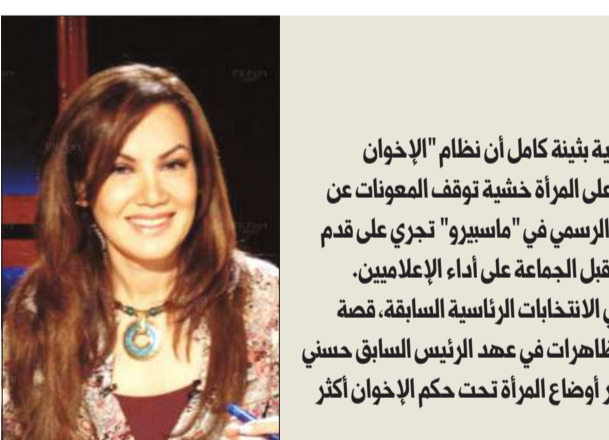 ية بثينة كامل أن نظام "الإخوان
على المرأة خشية توقف المعونات عن
الرسمي في "ماسبيرو" تجري على قدم
قبل الجماعة على أداء الإعلاميين.
ي الانتخابات الرئاسية السابقة، قصة
ظاهرات في عهد الرئيس السابق حسني
ر أوضاع المرأة تحت حكم الإخوان أكثر